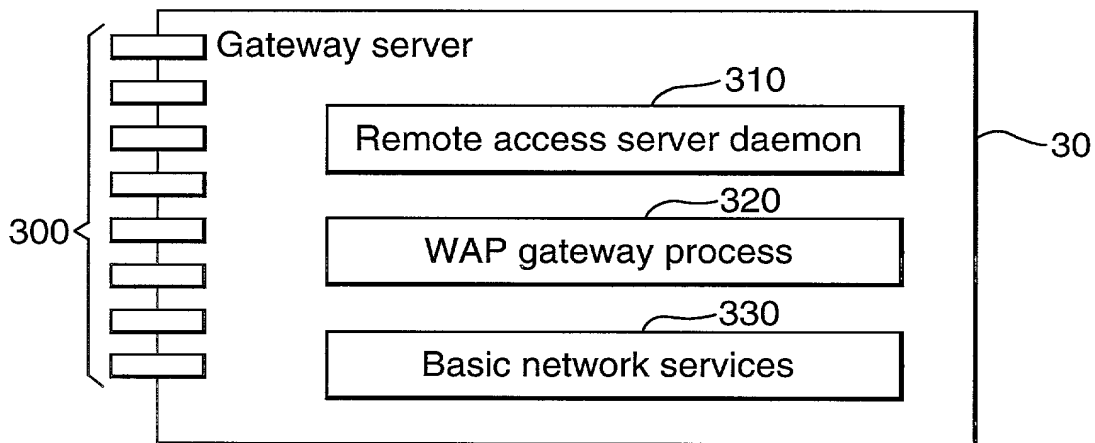 Gateway server
310
Remote access server daemon
30
320
300
WAP gateway process
330
Basic network services